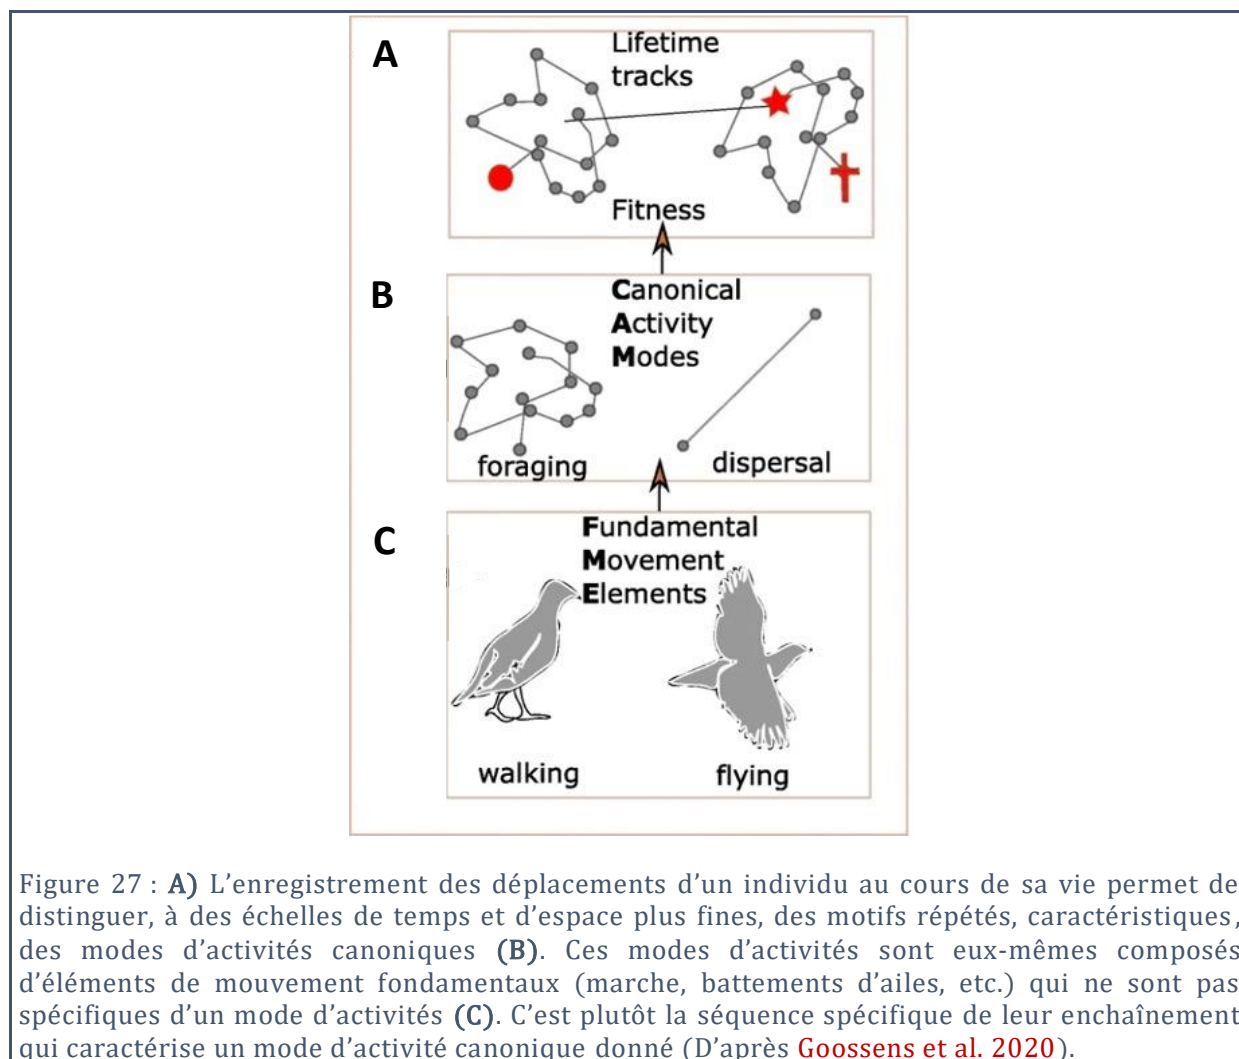 A
Lifetime
tracks
Fitness
B
Canonical
Activity
Modes
foraging
dispersal
C
Fundamental
Movement
Elements
walking
flying
Figure 27 : A) L’enregistrement des déplacements d’un individu au cours de sa vie permet de
distinguer, à des échelles de temps et d’espace plus fines, des motifs répétés, caractéristiques,
des modes d’activités canoniques (B). Ces modes d’activités sont eux-mêmes composés
d’éléments de mouvement fondamentaux (marche, battements d’ailes, etc.) qui ne sont pas
spécifiques d’un mode d’activités (C). C’est plutôt la séquence spécifique de leur enchaînement
qui caractérise un mode d’activité canonique donné (D’après Goossens et al. 2020).